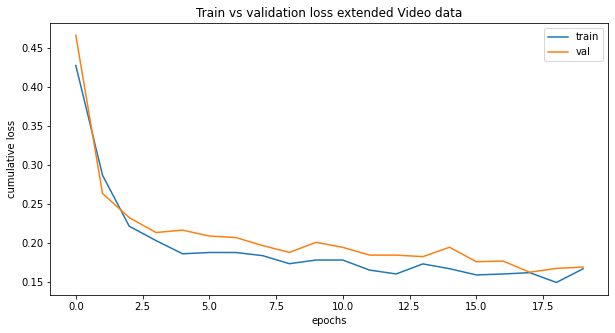 Train vs validation loss extended Video data
train
val
cumulative loss
0.45
0.40
0.35
0.30
0.25
0.20
0.15
0.0 2.5 5.0 7.5 10.0 12.5 15.0 17.5
epochs